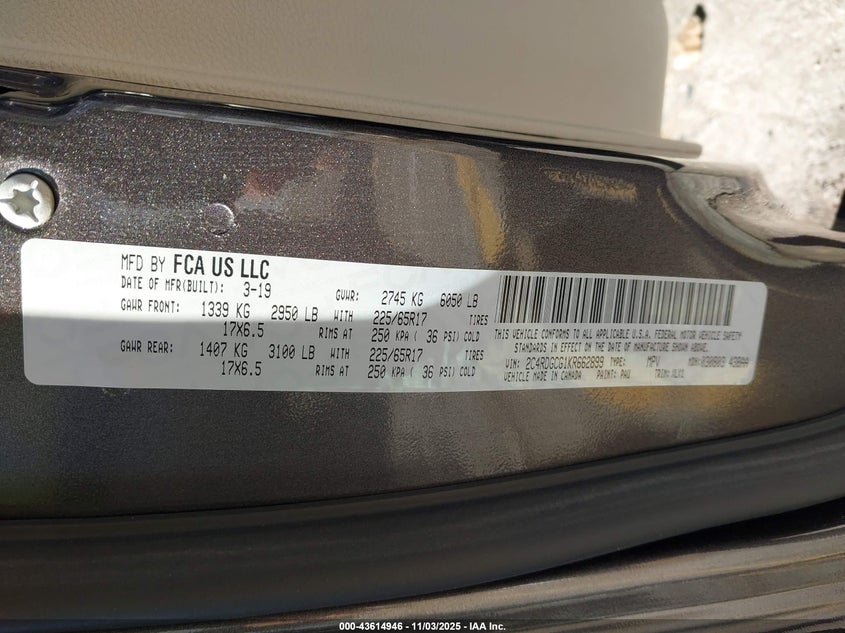 MFD BY FCA US LLC
DATE OF MFR(BUILT): 3-19 GVWR: 2745 KG 6050 LB
GAWR FRONT: 1339 KG 2950 LB WITH 225/65R17 TIRES
17X6.5 RIMS AT 250 KPA ( 36 PSI) COLD
GAWR REAR: 1407 KG 3100 LB WITH 225/65R17 TIRES
17X6.5 RIMS AT 250 KPA ( 36 PSI) COLD
THIS VEHICLE CONFORMS TO ALL APPLICABLE U.S.A. FEDERAL MOTOR VEHICLE SAFETY
STANDARDS IN EFFECT ON THE DATE OF MANUFACTURE SHOWN ABOVE.
VIN: 2C4RDGCG1KR662899 TYPE: MPV MDH:
VEHICLE MADE IN CANADA PAINT: PAU TRIM:
000-43614946 - 11/03/2025 - IAA Inc.